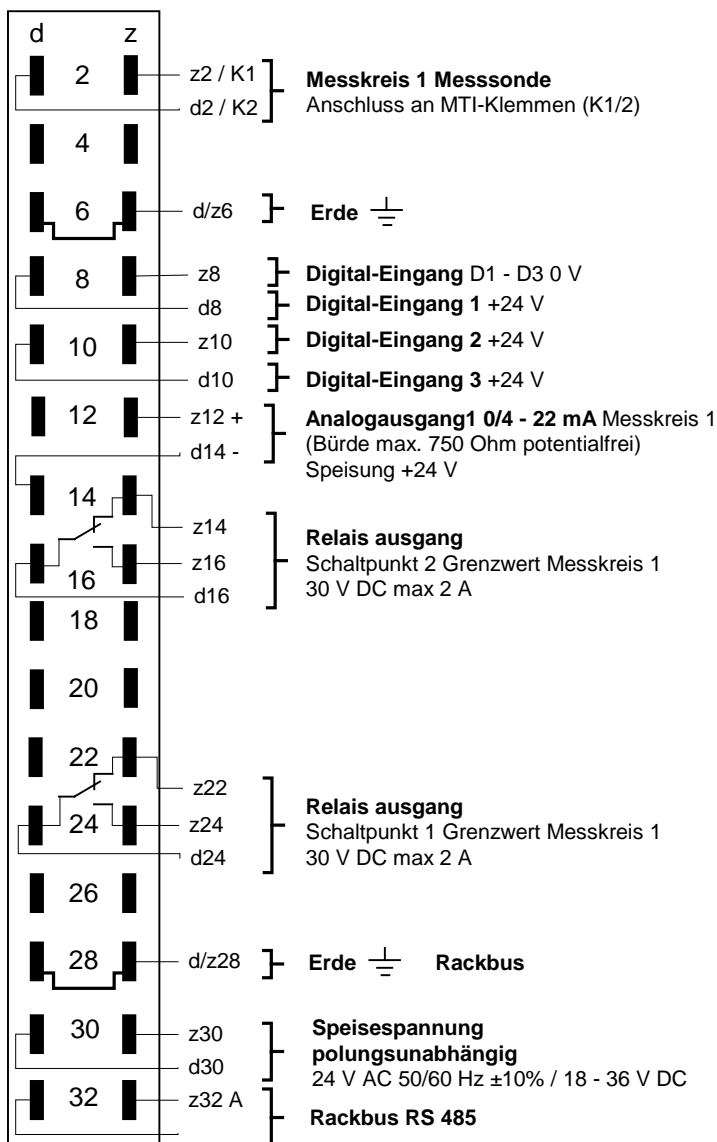 d z
2 z2 / K1
d2 / K2
Messkreis 1 Messsonde
Anschluss an MTI-Klemmen (K1/2)
4
6 d/z6 Erde
8 z8 Digital-Eingang D1 - D3 0 V
d8 Digital-Eingang 1 +24 V
10 z10 Digital-Eingang 2 +24 V
d10 Digital-Eingang 3 +24 V
12 z12 +
d14 -
Analogausgang1 0/4 - 22 mA Messkreis 1
(Bürde max. 750 Ohm potentialfrei)
Speisung +24 V
14 z14
z16
16 d16
Relais ausgang
Schaltpunkt 2 Grenzwert Messkreis 1
30 V DC max 2 A
18
20
22 z22
24 z24
d24
Relais ausgang
Schaltpunkt 1 Grenzwert Messkreis 1
30 V DC max 2 A
26
28 d/z28 Erde Rackbus
30 z30
d30
Speisespannung
polungsunabhängig
24 V AC 50/60 Hz ±10% / 18 - 36 V DC
32 z32 A
Rackbus RS 485